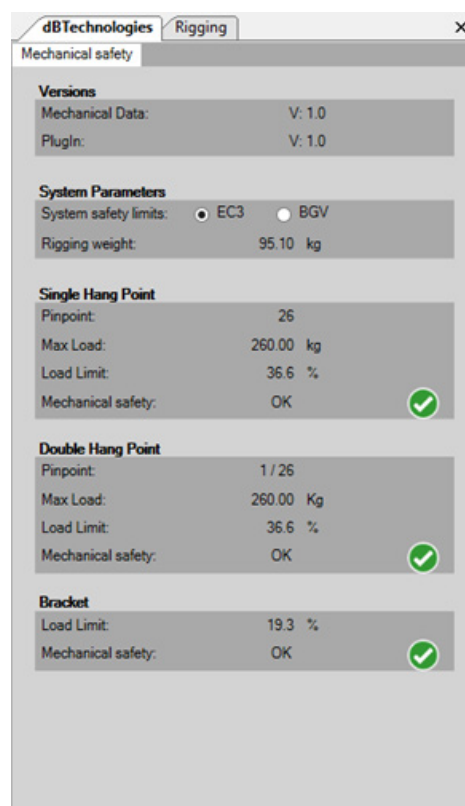 dBTechnologies Rigging
Mechanical safety
Versions
Mechanical Data: V: 1.0
PlugIn: V: 1.0
System Parameters
System safety limits: EC3 BGV
Rigging weight: 95.10 kg
Single Hang Point
Pinpoint: 26
Max Load: 260.00 kg
Load Limit: 36.6 %
Mechanical safety: OK
Double Hang Point
Pinpoint: 1 / 26
Max Load: 260.00 Kg
Load Limit: 36.6 %
Mechanical safety: OK
Bracket
Load Limit: 19.3 %
Mechanical safety: OK